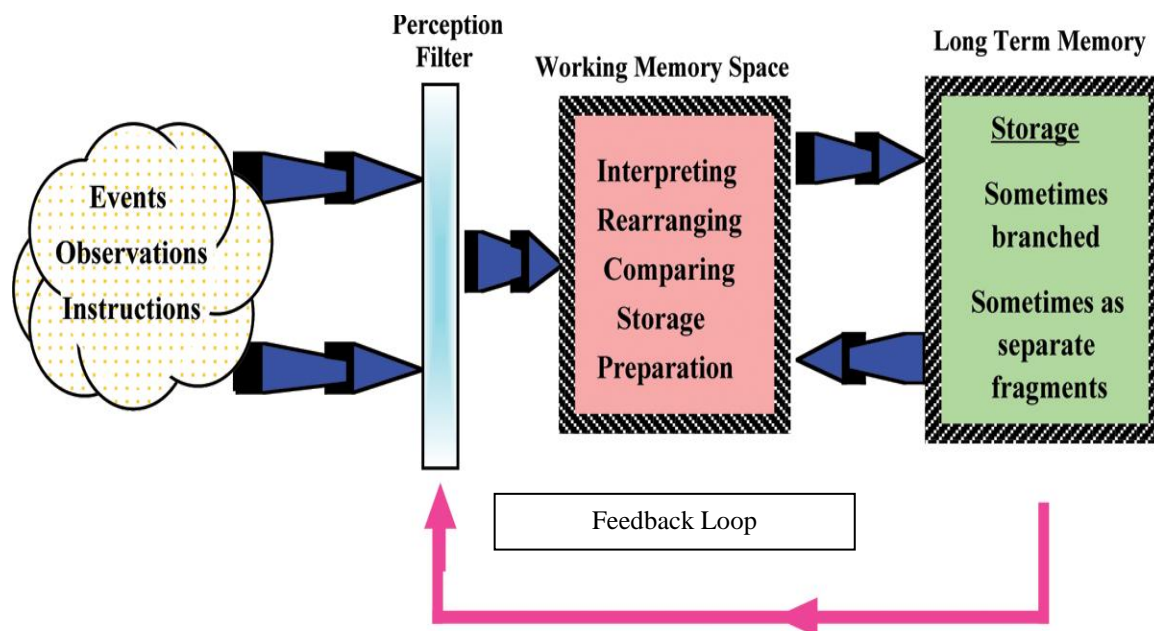 Perception
Filter
Working Memory Space
Long Term Memory
Events
Observations
Instructions
Interpreting
Rearranging
Comparing
Storage
Preparation
Storage
Sometimes
branched
Sometimes as
separate
fragments
Feedback Loop